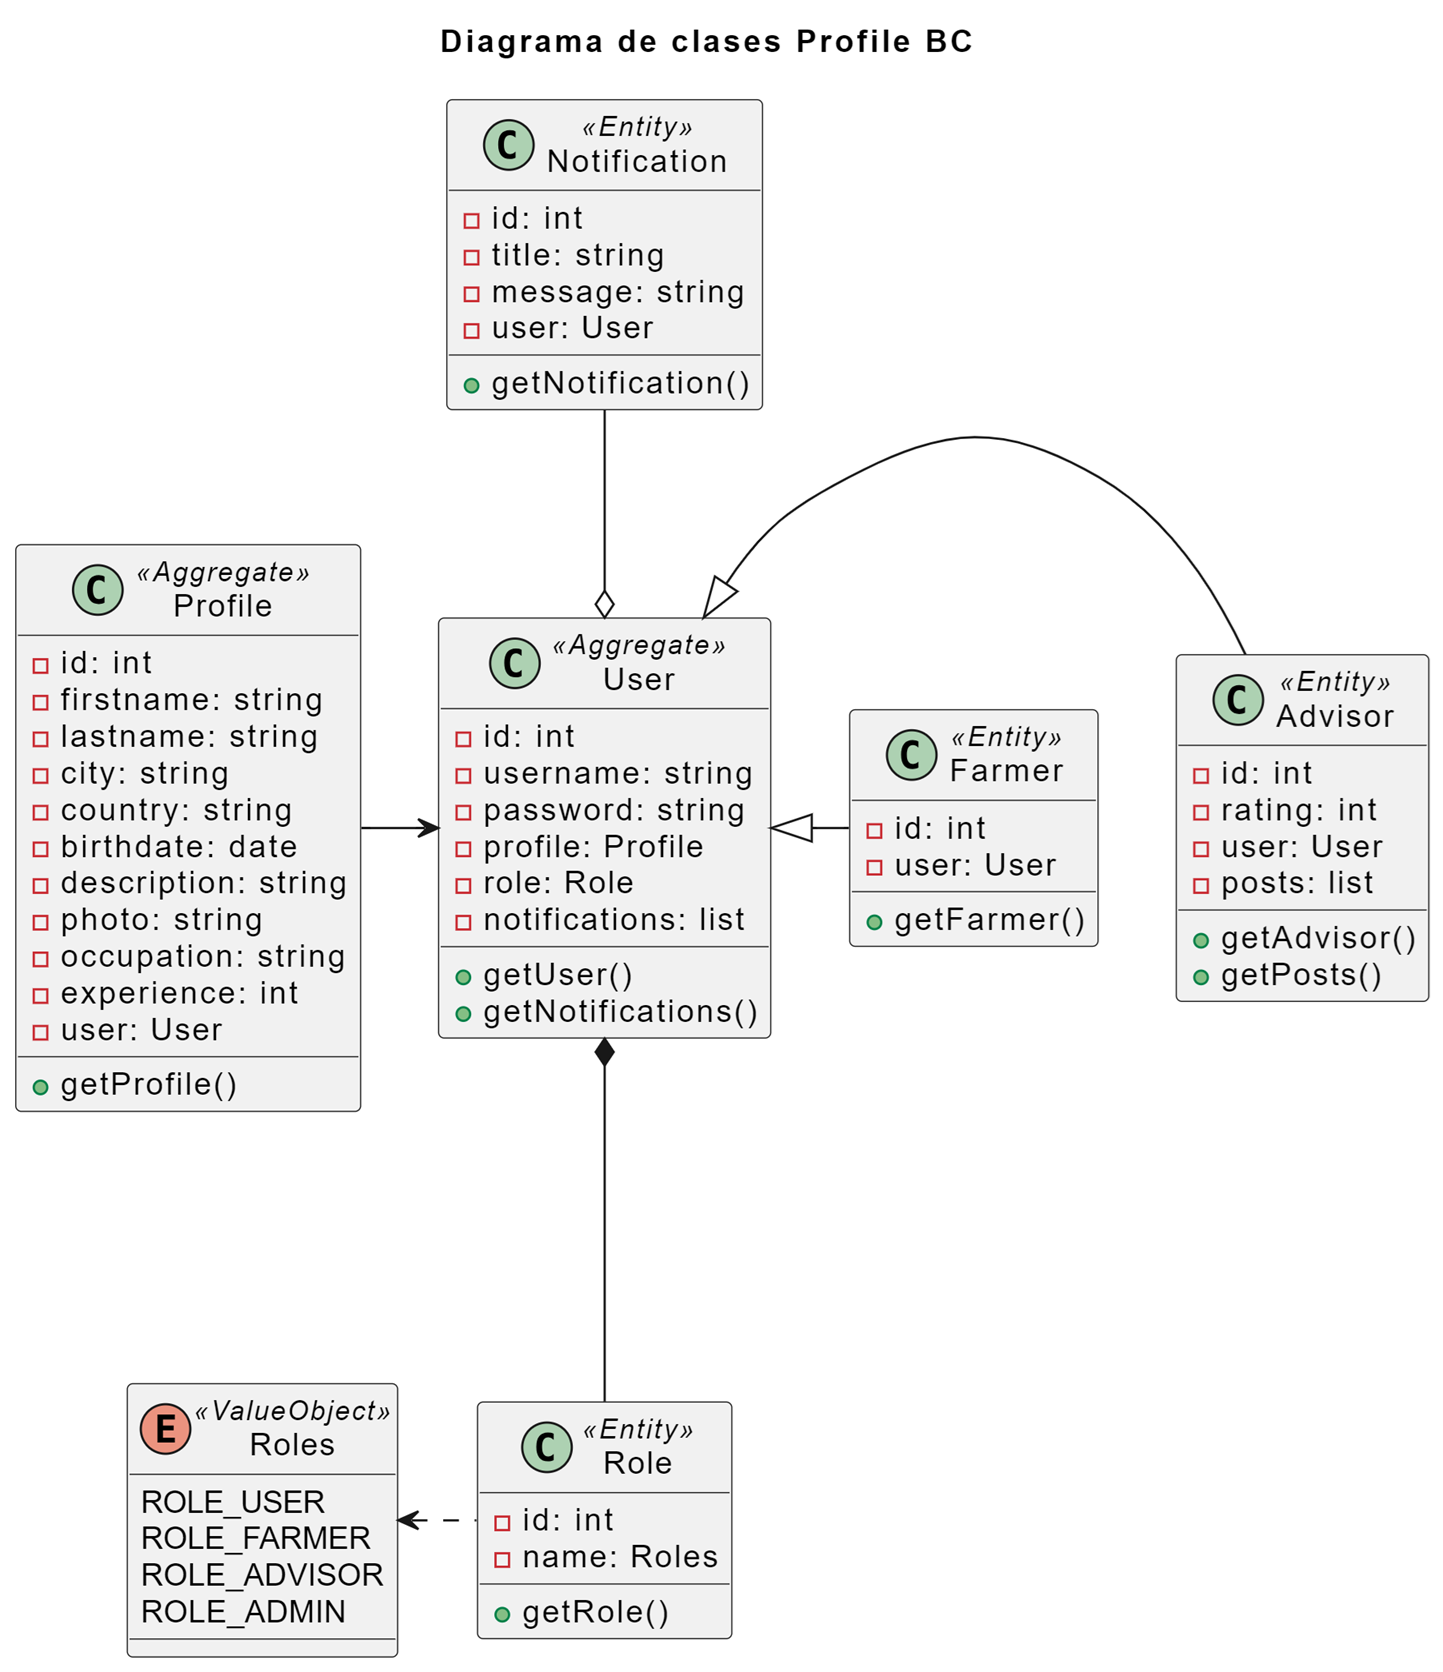 Diagrama de clases Profile BC
C
«Entity»
Notification
id: int
title: string
message: string
user: User
getNotification()
C
«Aggregate»
Profile
id: int
firstname: string
lastname: string
city: string
country: string
birthdate: date
description: string
photo: string
occupation: string
experience: int
user: User
getProfile()
C
«Aggregate»
User
id: int
username: string
password: string
profile: Profile
role: Role
notifications: list
getUser()
getNotifications()
C
«Entity»
Farmer
id: int
user: User
getFarmer()
C
«Entity»
Advisor
id: int
rating: int
user: User
posts: list
getAdvisor()
getPosts()
E
«ValueObject»
Roles
ROLE_USER
ROLE_FARMER
ROLE_ADVISOR
ROLE_ADMIN
C
«Entity»
Role
id: int
name: Roles
getRole()